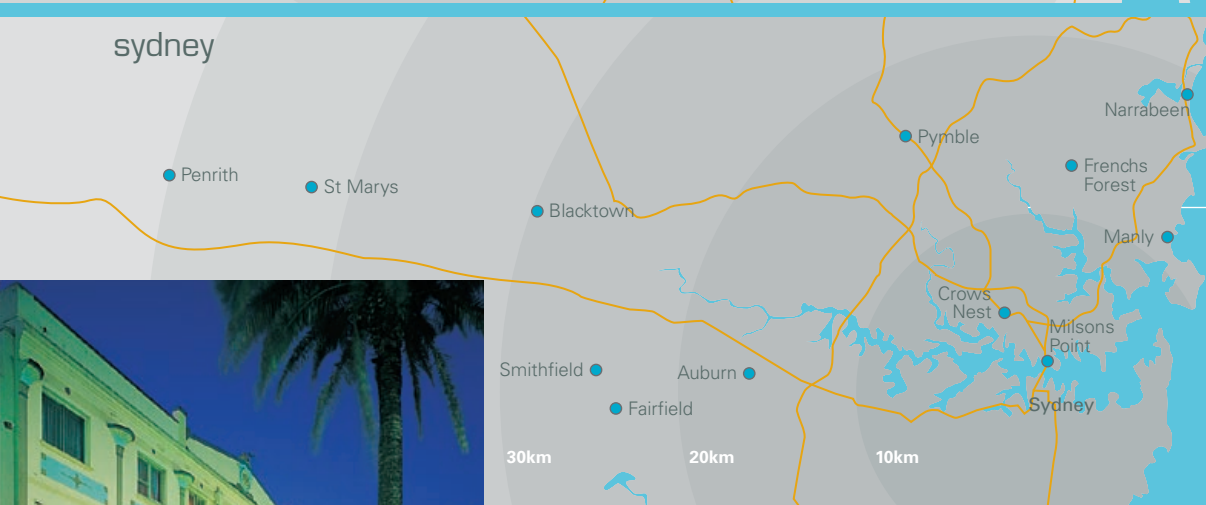 sydney
Narrabeen
Pymble
Frenchs
Forest
Penrith
St Marys
Blacktown
Manly
Crows
Nest
Milsons
Point
Smithfield
Auburn
Sydney
Fairfield
30km
20km
10km